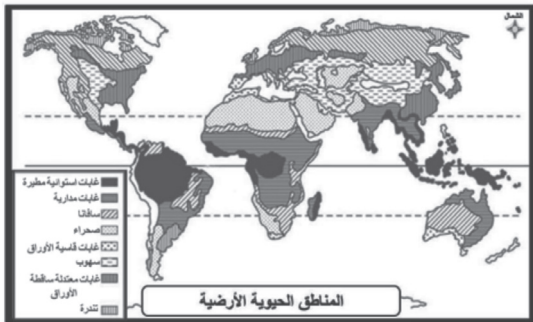 الشمال
غابات استوائية مطيرة
غابات مدارية
سافانا
صحراء
غابات قاسية الأوراق
سهوب
غابات معتدلة ساقطة
الأوراق
تندرة
المناطق الحيوية الأرضية